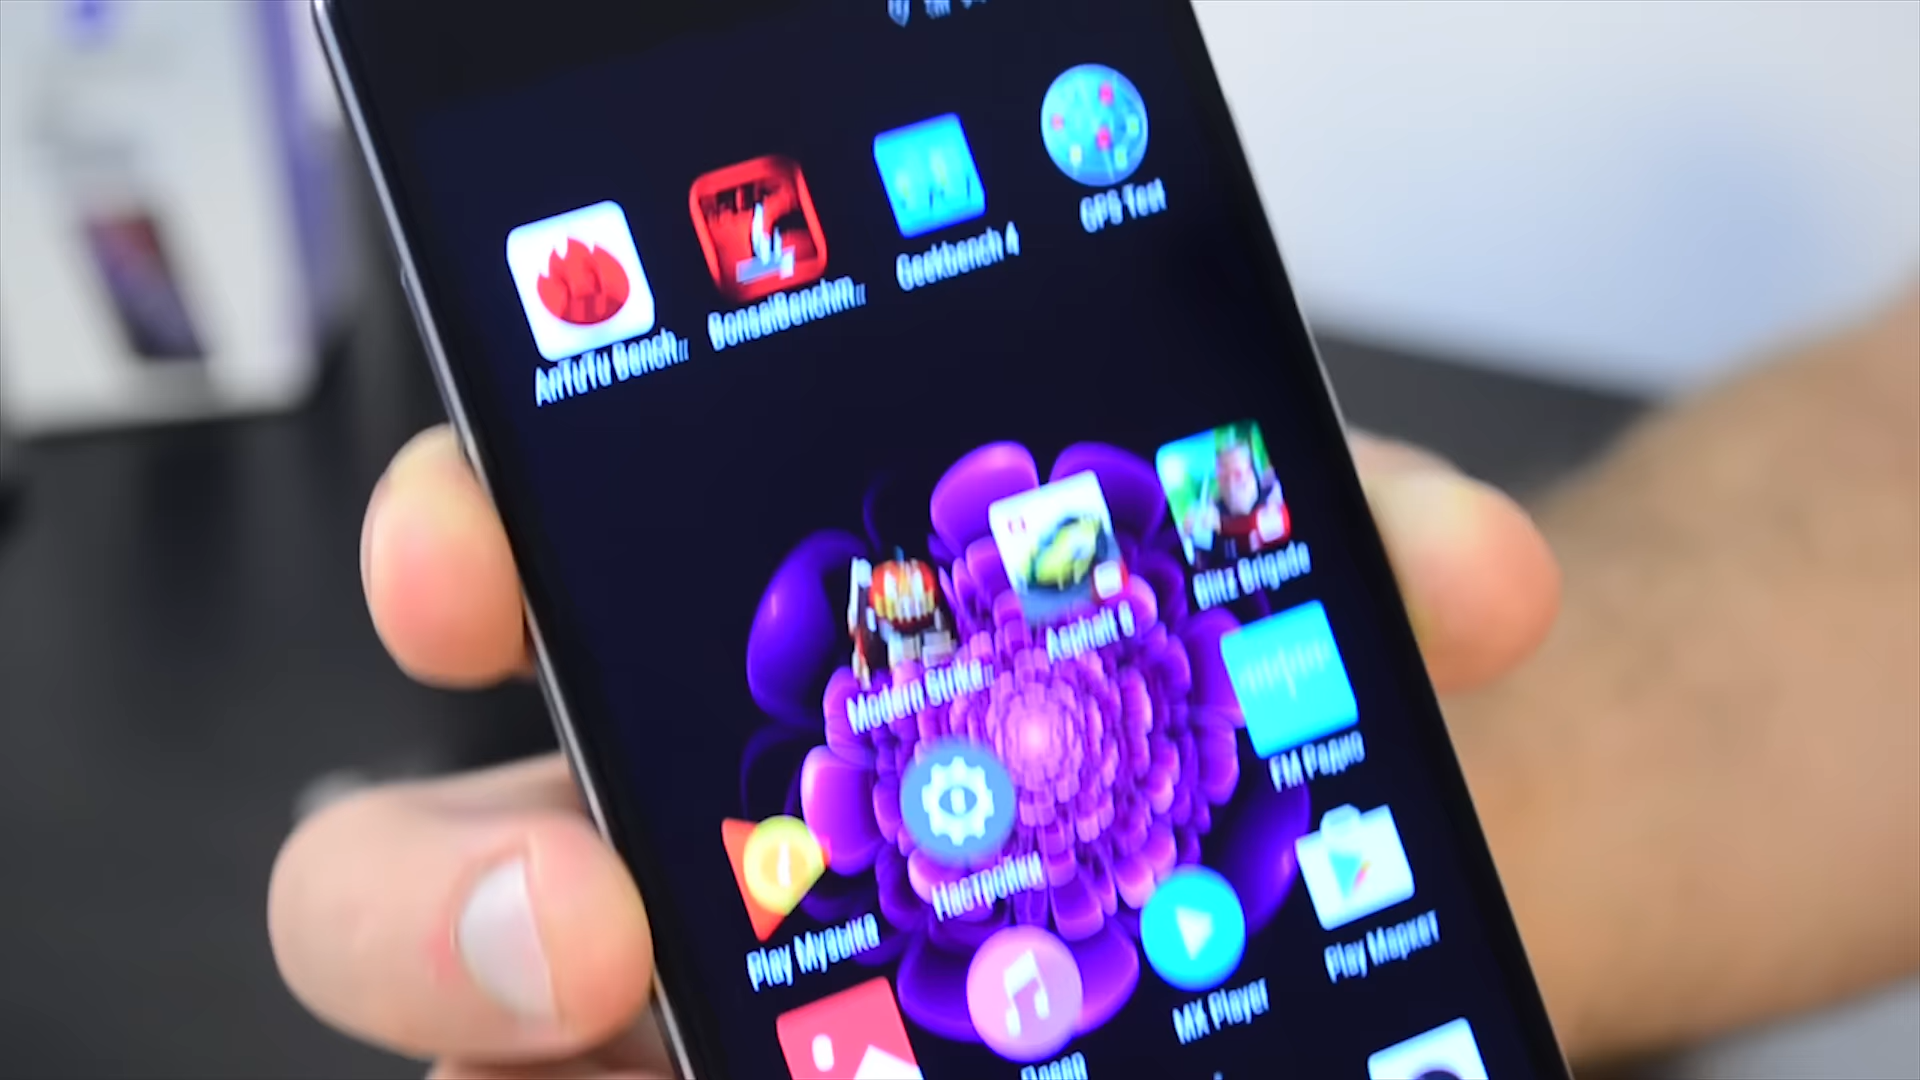 AnTuTu Bench...
BonsaiBenchm...
Geekbench 4
GPS Test
Modern Strike...
Asphalt 8
Blitz Brigade
FM Радио
Play Музыка
Настройки
MX Player
Play Маркет